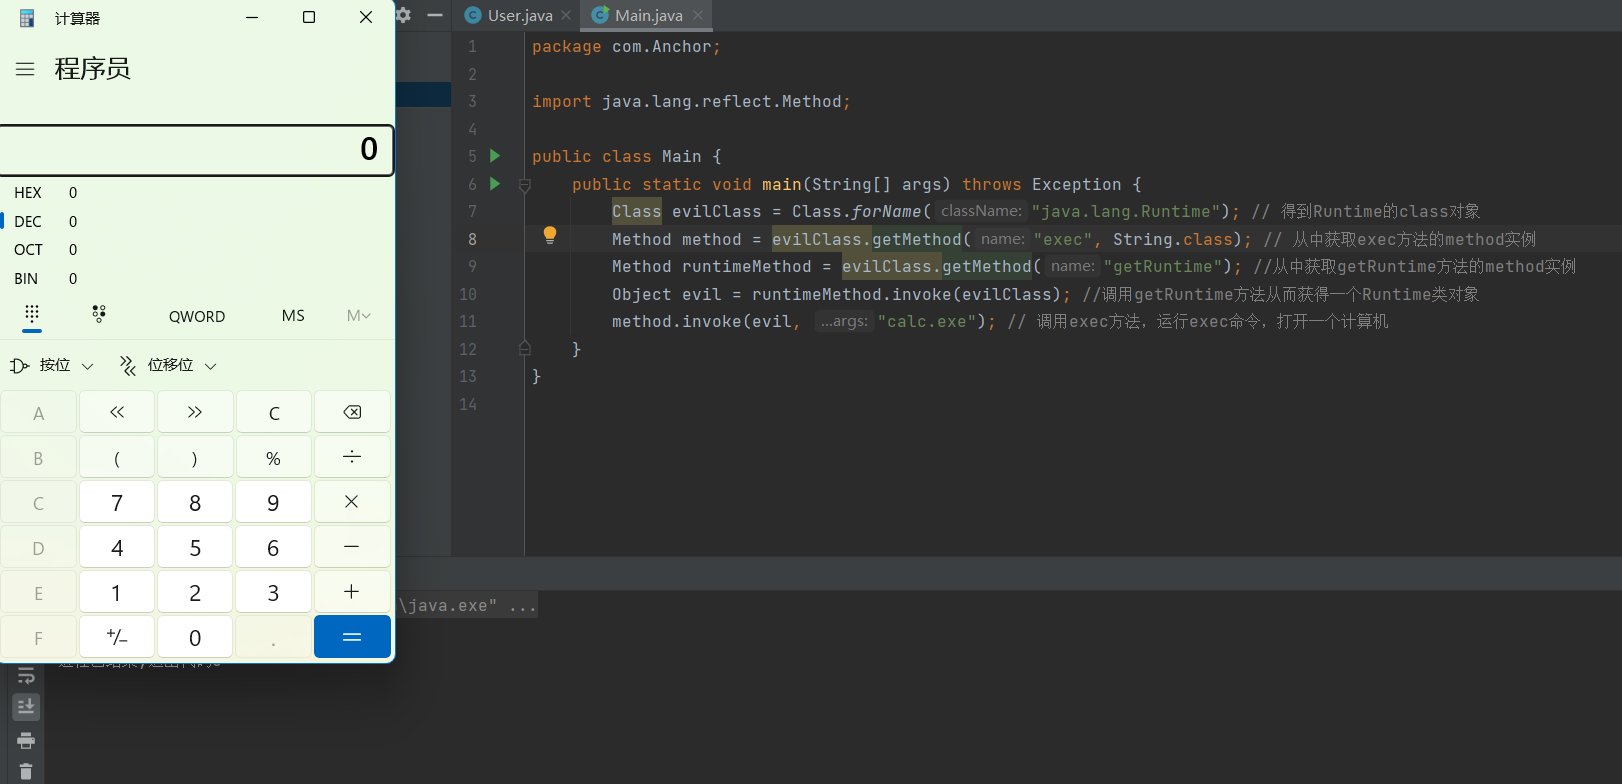 计算器
程序员
0
HEX 0
DEC 0
OCT 0
BIN 0
QWORD MS M
按位 位移位
A << >> C
B ( ) % ÷
C 7 8 9 ×
D 4 5 6 −
E 1 2 3 +
F +/− 0 . =
User.java Main.java
1 package com.Anchor;
2
3 import java.lang.reflect.Method;
4
5 public class Main {
6 public static void main(String[] args) throws Exception {
7 Class evilClass = Class.forName( className: "java.lang.Runtime"); // 得到Runtime的class对象
8 Method method = evilClass.getMethod( name: "exec", String.class); // 从中获取exec方法的method实例
9 Method runtimeMethod = evilClass.getMethod( name: "getRuntime"); //从中获取getRuntime方法的method实例
10 Object evil = runtimeMethod.invoke(evilClass); //调用getRuntime方法从而获得一个Runtime类对象
11 method.invoke(evil, ...args: "calc.exe"); // 调用exec方法，运行exec命令，打开一个计算机
12 }
13 }
14
\java.exe" ...